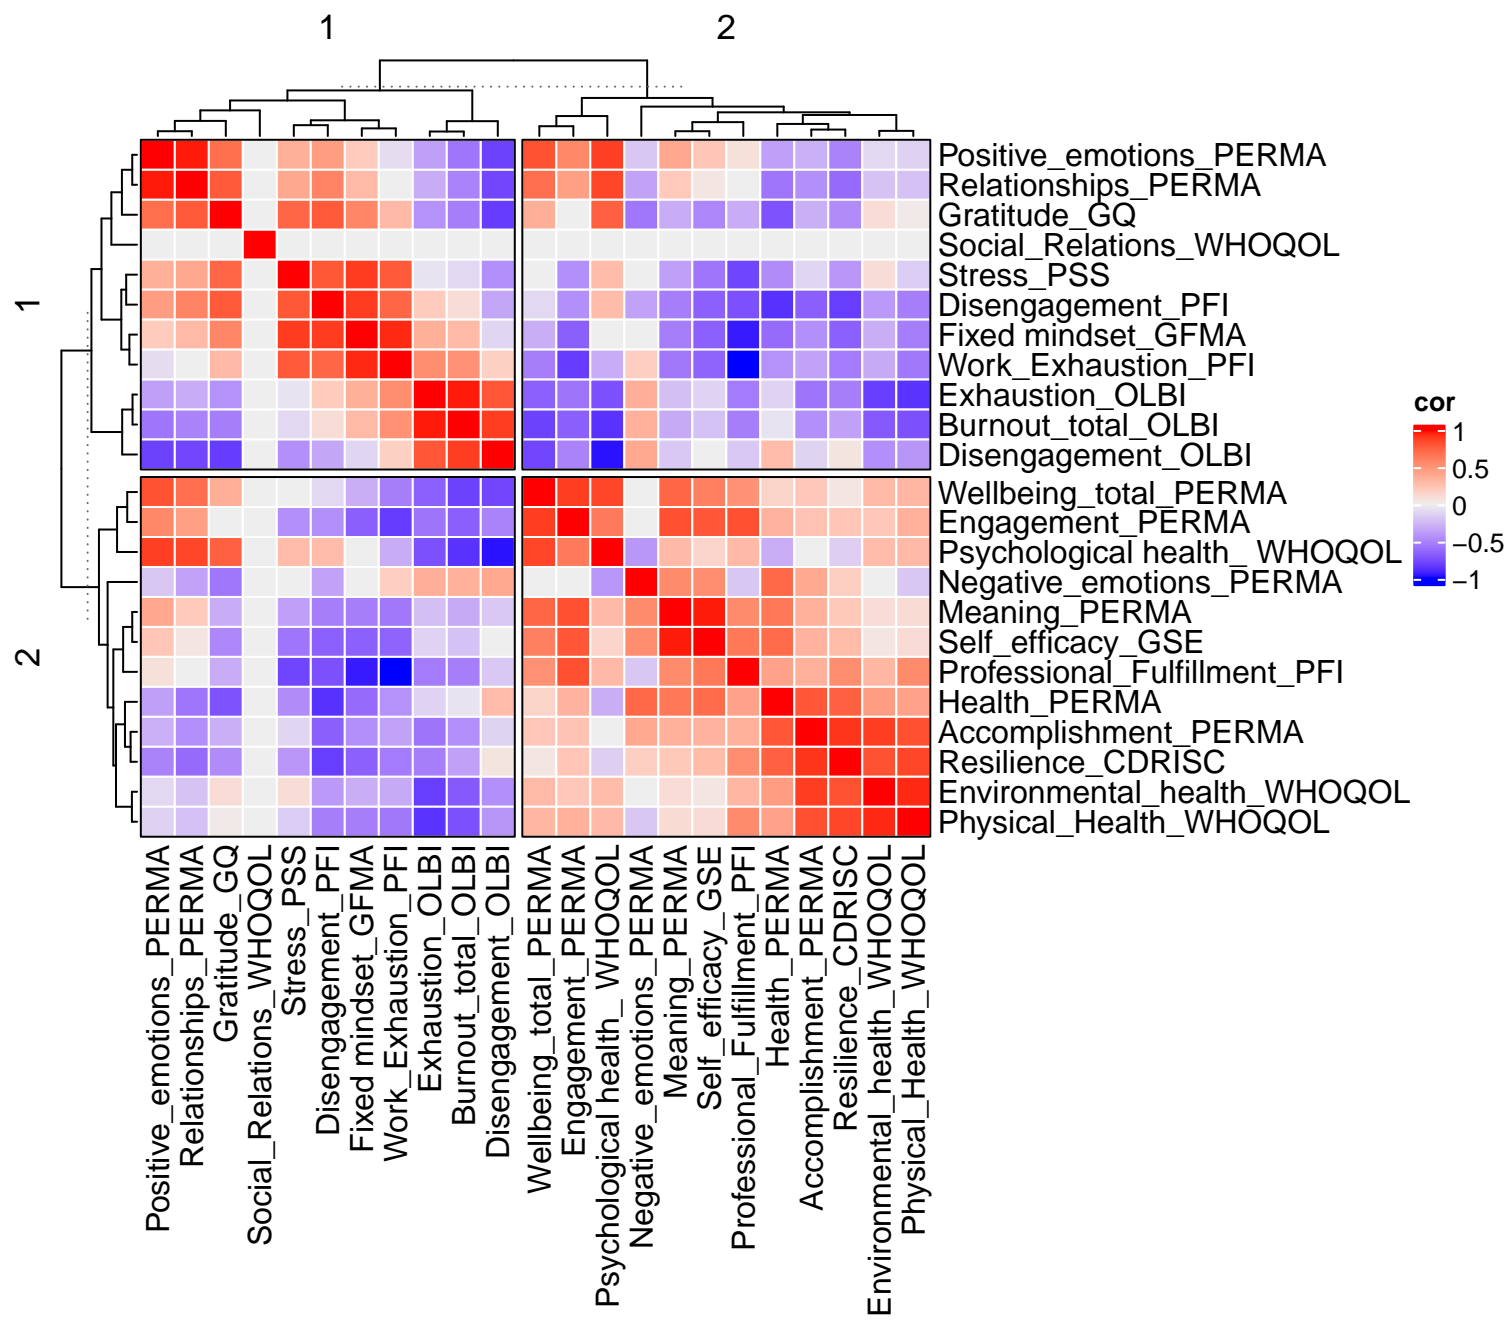 1
2
1
2
Positive_emotions_PERMA
Relationships_PERMA
Gratitude_GQ
Social_Relations_WHOQOL
Stress_PSS
Disengagement_PFI
Fixed mindset_GFMA
Work_Exhaustion_PFI
Exhaustion_OLBI
Burnout_total_OLBI
Disengagement_OLBI
Wellbeing_total_PERMA
Engagement_PERMA
Psychological health_ WHOQOL
Negative_emotions_PERMA
Meaning_PERMA
Self_efficacy_GSE
Professional_Fulfillment_PFI
Health_PERMA
Accomplishment_PERMA
Resilience_CDRISC
Environmental_health_WHOQOL
Physical_Health_WHOQOL
cor
1
0.5
0
−0.5
−1
Positive_emotions_PERMA
Relationships_PERMA
Gratitude_GQ
Social_Relations_WHOQOL
Stress_PSS
Disengagement_PFI
Fixed mindset_GFMA
Work_Exhaustion_PFI
Exhaustion_OLBI
Burnout_total_OLBI
Disengagement_OLBI
Wellbeing_total_PERMA
Engagement_PERMA
Psychological health_ WHOQOL
Negative_emotions_PERMA
Meaning_PERMA
Self_efficacy_GSE
Professional_Fulfillment_PFI
Health_PERMA
Accomplishment_PERMA
Resilience_CDRISC
Environmental_health_WHOQOL
Physical_Health_WHOQOL